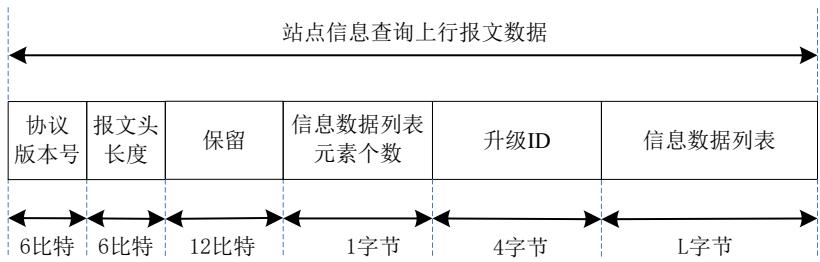 站点信息查询上行报文数据
协议
版本号
报文头
长度
保留
信息数据列表
元素个数
升级ID
信息数据列表
6比特
6比特
12比特
1字节
4字节
L字节